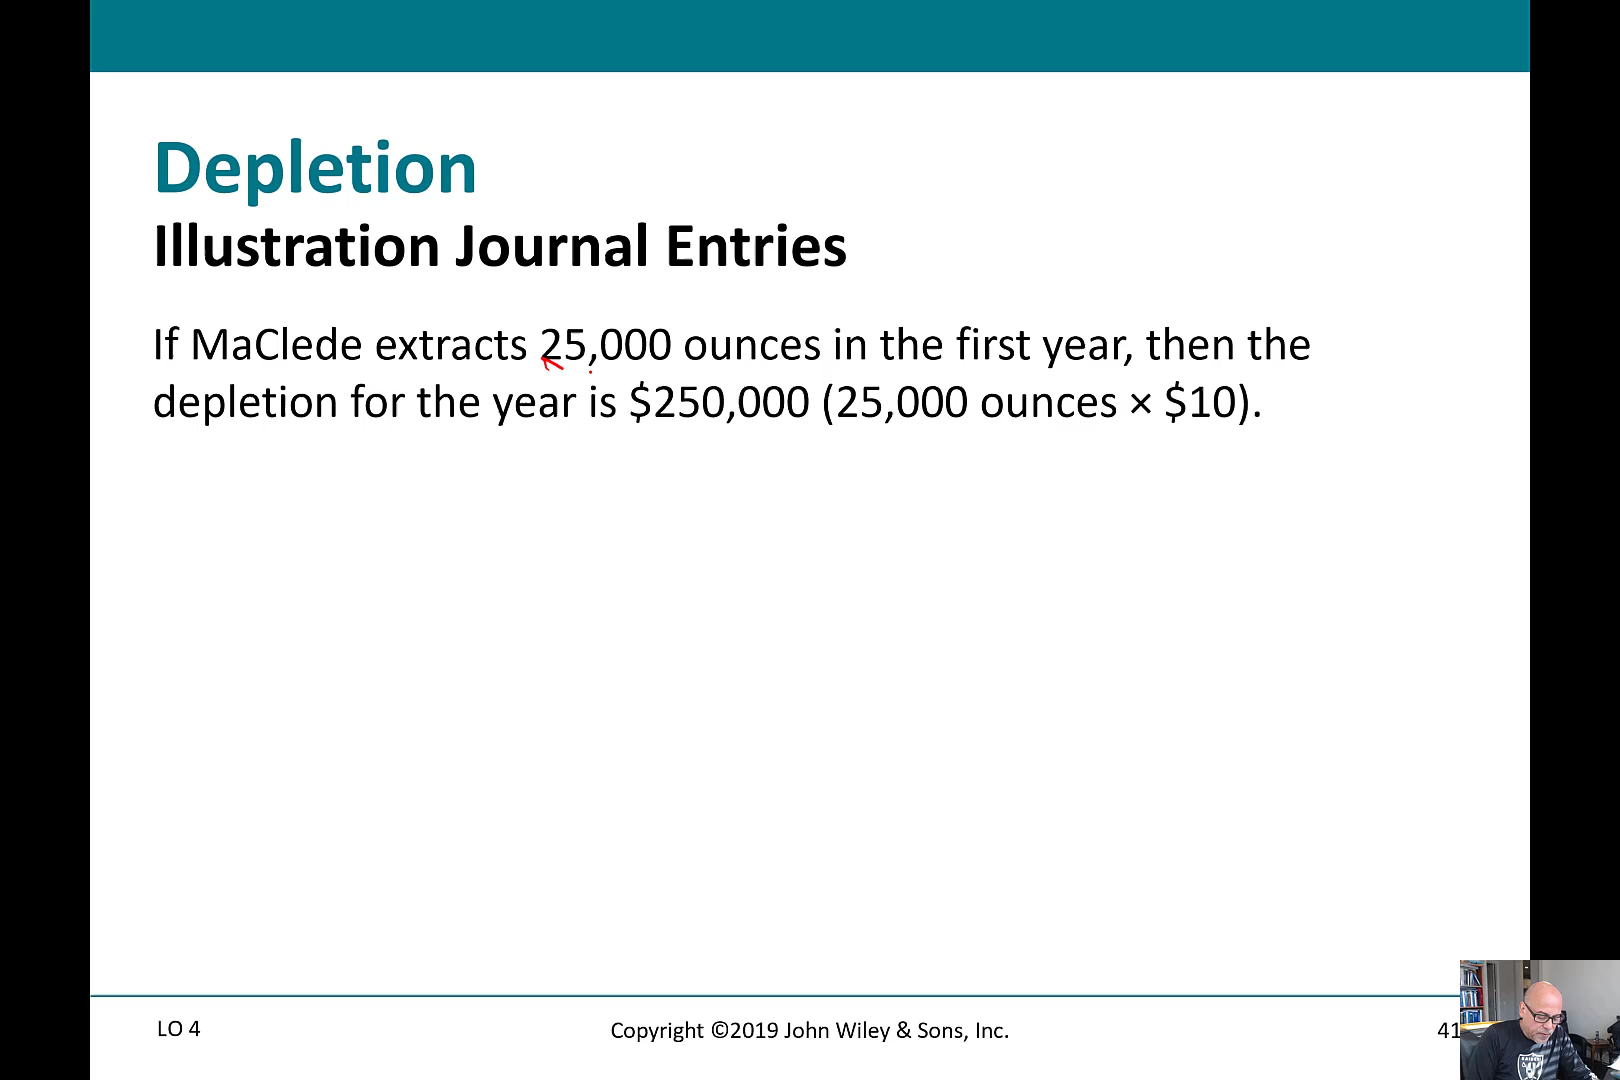 Depletion
Illustration Journal Entries
If MaClede extracts 25,000 ounces in the first year, then the
depletion for the year is $250,000 (25,000 ounces × $10).
LO 4
Copyright ©2019 John Wiley & Sons, Inc.
41
RAIDERS